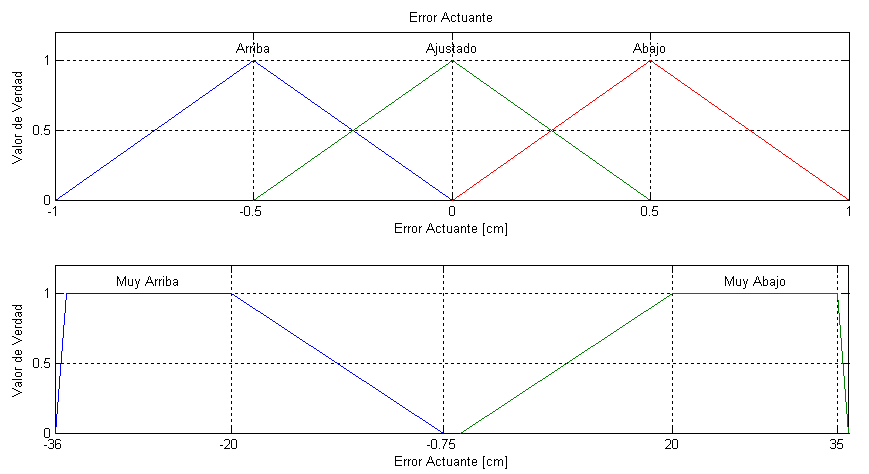 Error Actuante
Arriba Ajustado Abajo
1
0.5
0
Valor de Verdad
-1 -0.5 0 0.5 1
Error Actuante [cm]
Muy Arriba Muy Abajo
1
0.5
0
Valor de Verdad
-36 -20 -0.75 20 35
Error Actuante [cm]